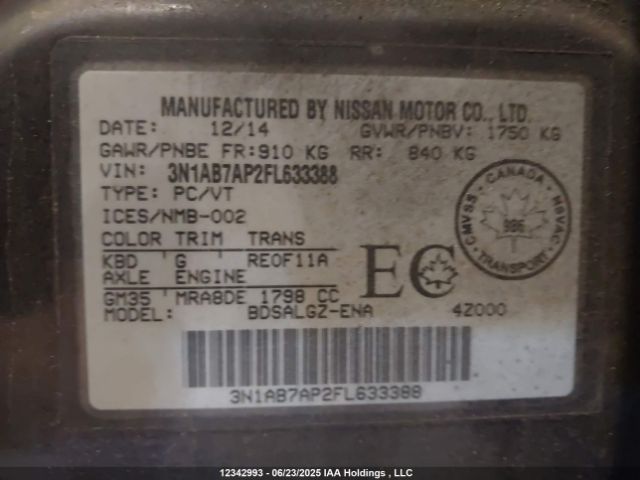 MANUFACTURED BY NISSAN MOTOR CO., LTD.
DATE: 12/14 GVWR/PNBV: 1750 KG
GAWR/PNBE FR:910 KG RR: 840 KG
VIN: 3N1AB7AP2FL633388
TYPE: PC/VT
ICES/NMB-002
COLOR TRIM TRANS
KBD G RE0F11A
AXLE ENGINE
GM35 MRA8DE 1798 CC
MODEL: BDSALGZ-ENA 4Z000
CANADA
CMVSS 986 NSVAC
TRANSPORT
EC
3N1AB7AP2FL633388
12342993 - 06/23/2025 IAA Holdings , LLC